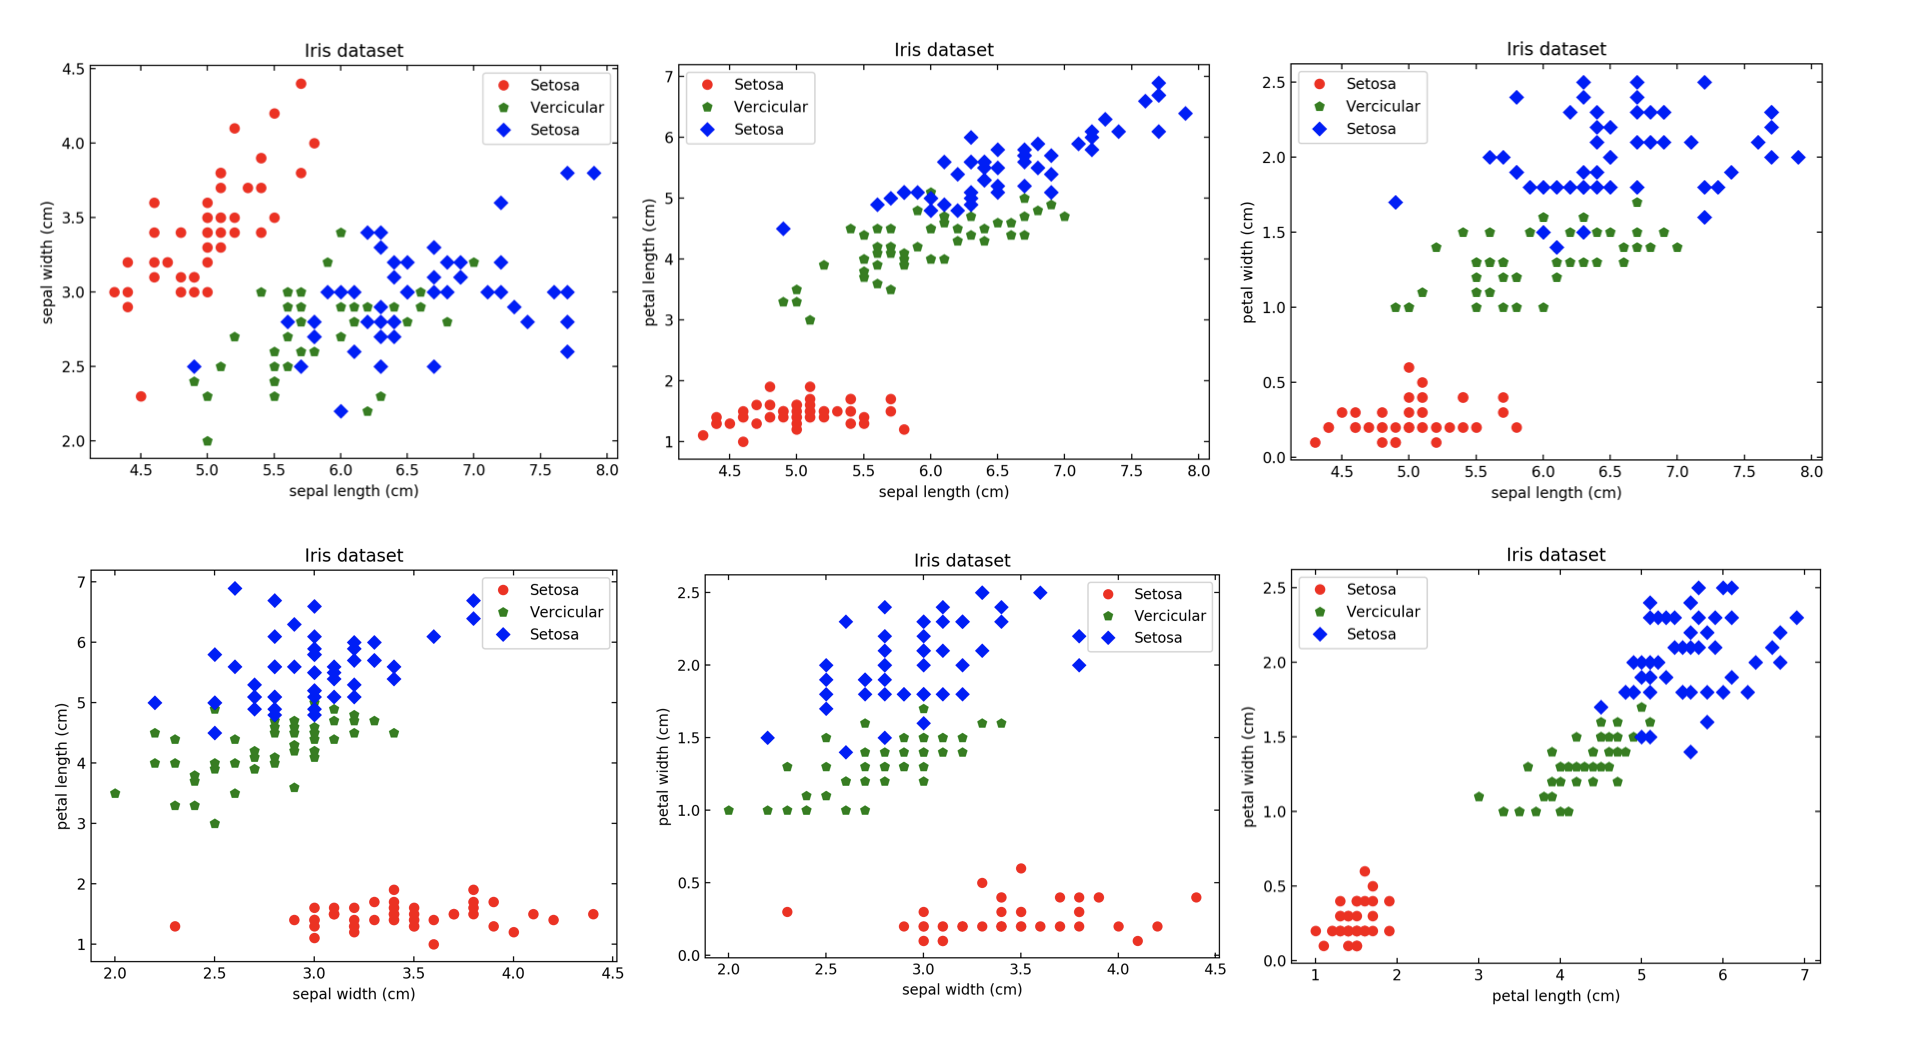 Iris dataset
4.5
4.0
3.5
3.0
2.5
2.0
sepal width (cm)
Setosa
Vercicular
Setosa
4.5 5.0 5.5 6.0 6.5 7.0 7.5 8.0
sepal length (cm)
Iris dataset
7
6
5
4
3
2
1
petal length (cm)
Setosa
Vercicular
Setosa
4.5 5.0 5.5 6.0 6.5 7.0 7.5 8.0
sepal length (cm)
Iris dataset
2.5
2.0
1.5
1.0
0.5
0.0
petal width (cm)
Setosa
Vercicular
Setosa
4.5 5.0 5.5 6.0 6.5 7.0 7.5 8.0
sepal length (cm)
Iris dataset
7
6
5
4
3
2
1
petal length (cm)
Setosa
Vercicular
Setosa
2.0 2.5 3.0 3.5 4.0 4.5
sepal width (cm)
Iris dataset
2.5
2.0
1.5
1.0
0.5
0.0
petal width (cm)
Setosa
Vercicular
Setosa
2.0 2.5 3.0 3.5 4.0 4.5
sepal width (cm)
Iris dataset
2.5
2.0
1.5
1.0
0.5
0.0
petal width (cm)
Setosa
Vercicular
Setosa
1 2 3 4 5 6 7
petal length (cm)